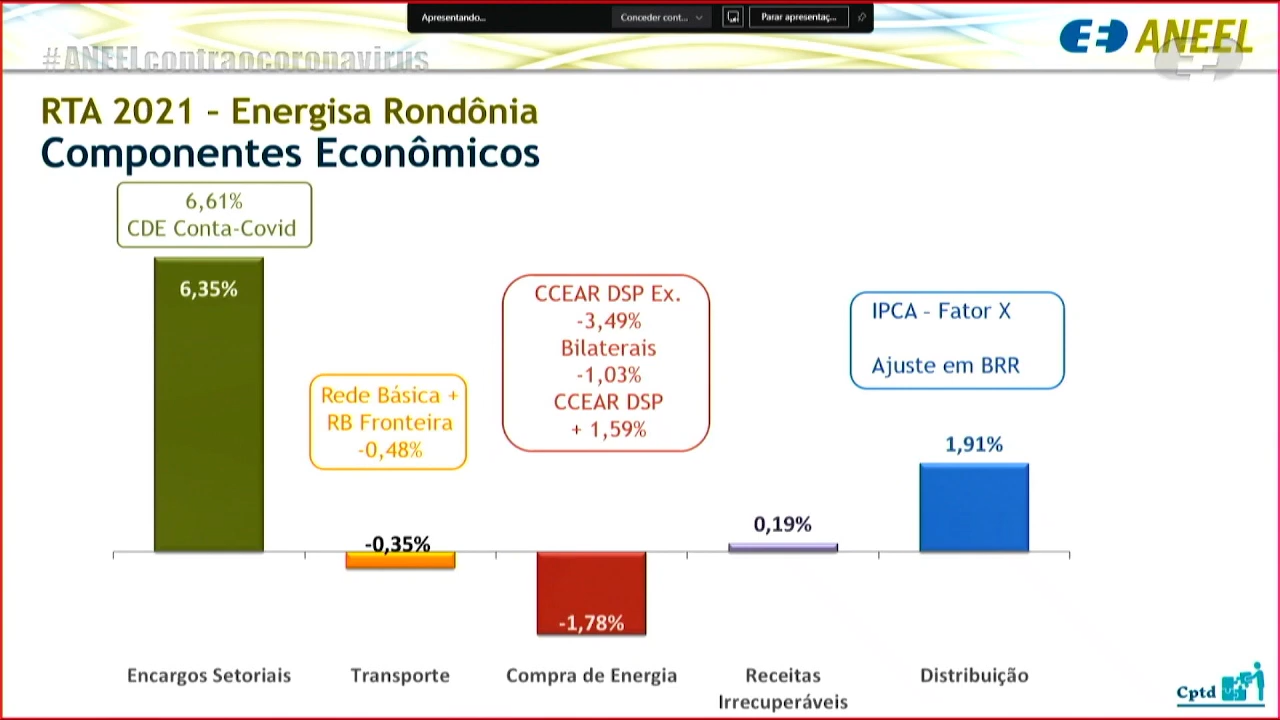 Apresentando...
Conceder cont...
Parar apresentaç...
ANEEL
#ANEELcontraocoronavirus
RTA 2021 – Energisa Rondônia
Componentes Econômicos
6,61%
CDE Conta-Covid
6,35%
Rede Básica +
RB Fronteira
-0,48%
-0,35%
CCEAR DSP Ex.
-3,49%
Bilaterais
-1,03%
CCEAR DSP
+ 1,59%
-1,78%
0,19%
IPCA – Fator X
Ajuste em BRR
1,91%
Encargos Setoriais
Transporte
Compra de Energia
Receitas
Irrecuperáveis
Distribuição
Cptd